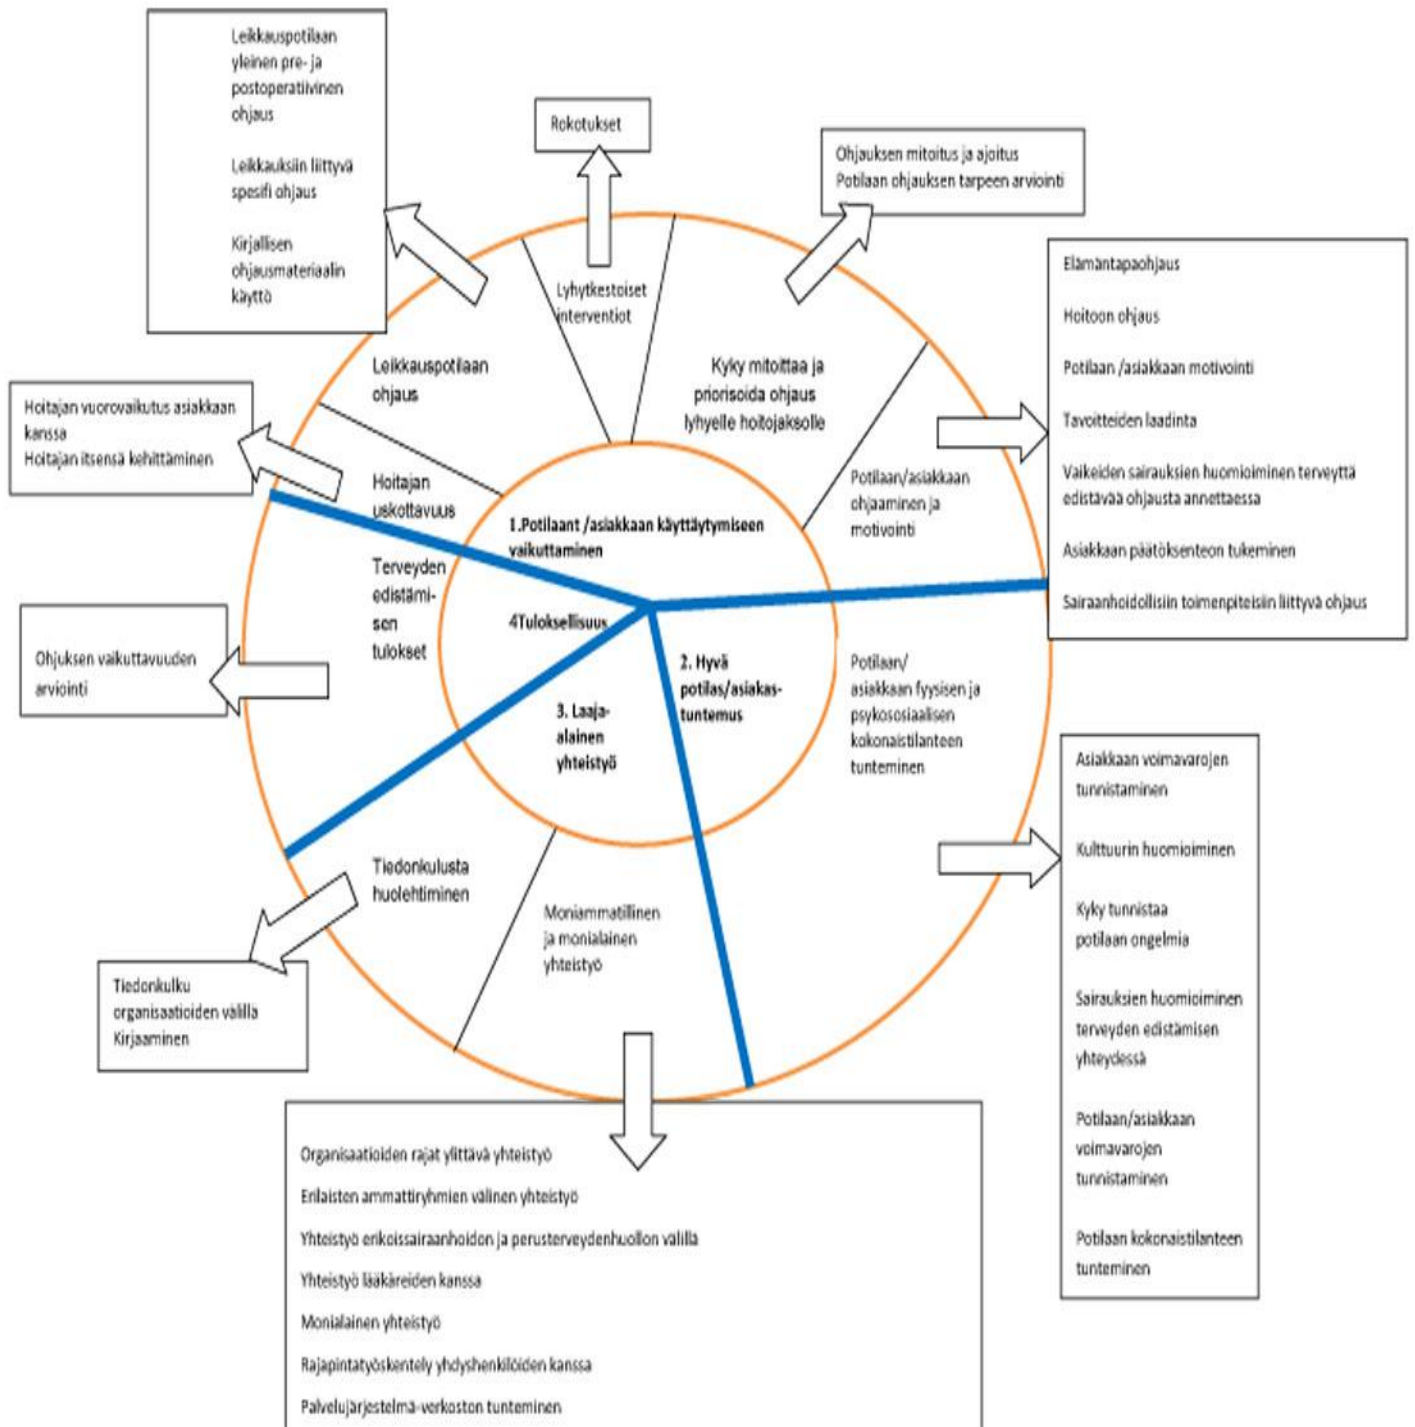 Leikkauspotilaan
yleinen pre- ja
postoperatiivinen
ohjaus
Leikkauksiin liittyvä
spesifi ohjaus
Kirjallisen
ohjausmateriaalin
käyttö
Rokotukset
Ohjauksen mitoitus ja ajoitus
Potilaan ohjauksen tarpeen arviointi
Elämäntapaohjaus
Hoitoon ohjaus
Potilaan /asiakkaan motivointi
Tavoitteiden laadinta
Vaikeiden sairauksien huomioiminen terveyttä
edistävää ohjausta annettaessa
Asiakkaan päätöksenteon tukeminen
Sairaanhoidollisiin toimenpiteisiin liittyvä ohjaus
Lyhytkestoiset
interventiot
Leikkauspotilaan
ohjaus
Kyky mitoittaa ja
priorisoida ohjaus
lyhyelle hoitojaksolle
Hoitajan vuorovaikutus asiakkaan
kanssa
Hoitajan itsensä kehittäminen
Hoitajan
uskottavuus
Potilaan/asiakkaan
ohjaaminen ja
motivointi
1.Potilaant /asiakkaan käyttäytymiseen
vaikuttaminen
Terveyden
edistämi-
sen
tulokset
4Tuloksellisuus
Ohjuksen vaikuttavuuden
arviointi
2. Hyvä
potilas/asiakas-
tuntemus
3. Laaja-
alainen
yhteistyö
Potilaan/
asiakkaan fyysisen ja
psykososiaalisen
kokonaistilanteen
tunteminen
Asiakkaan voimavarojen
tunnistaminen
Kulttuurin huomioiminen
Kyky tunnistaa
potilaan ongelmia
Sairauksien huomioiminen
terveyden edistämisen
yhteydessä
Potilaan/asiakkaan
voimavarojen
tunnistaminen
Potilaan kokonaistilanteen
tunteminen
Tiedonkulusta
huolehtiminen
Moniammatillinen
ja monialainen
yhteistyö
Tiedonkulku
organisaatioiden välillä
Kirjaaminen
Organisaatioiden rajat ylittävä yhteistyö
Erilaisten ammattiryhmien välinen yhteistyö
Yhteistyö erikoissairaanhoidon ja perusterveydenhuollon välillä
Yhteistyö lääkäreiden kanssa
Monialainen yhteistyö
Rajapintatyöskentely yhdyshenkilöiden kanssa
Palvelujärjestelmä-verkoston tunteminen